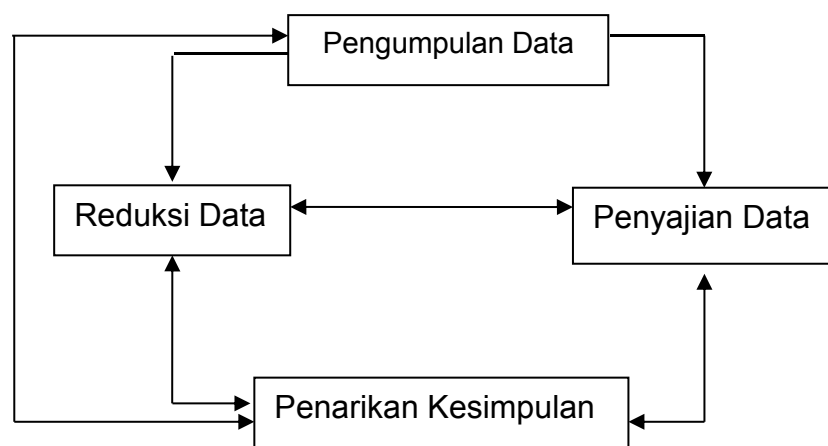 Pengumpulan Data
Reduksi Data
Penyajian Data
Penarikan Kesimpulan